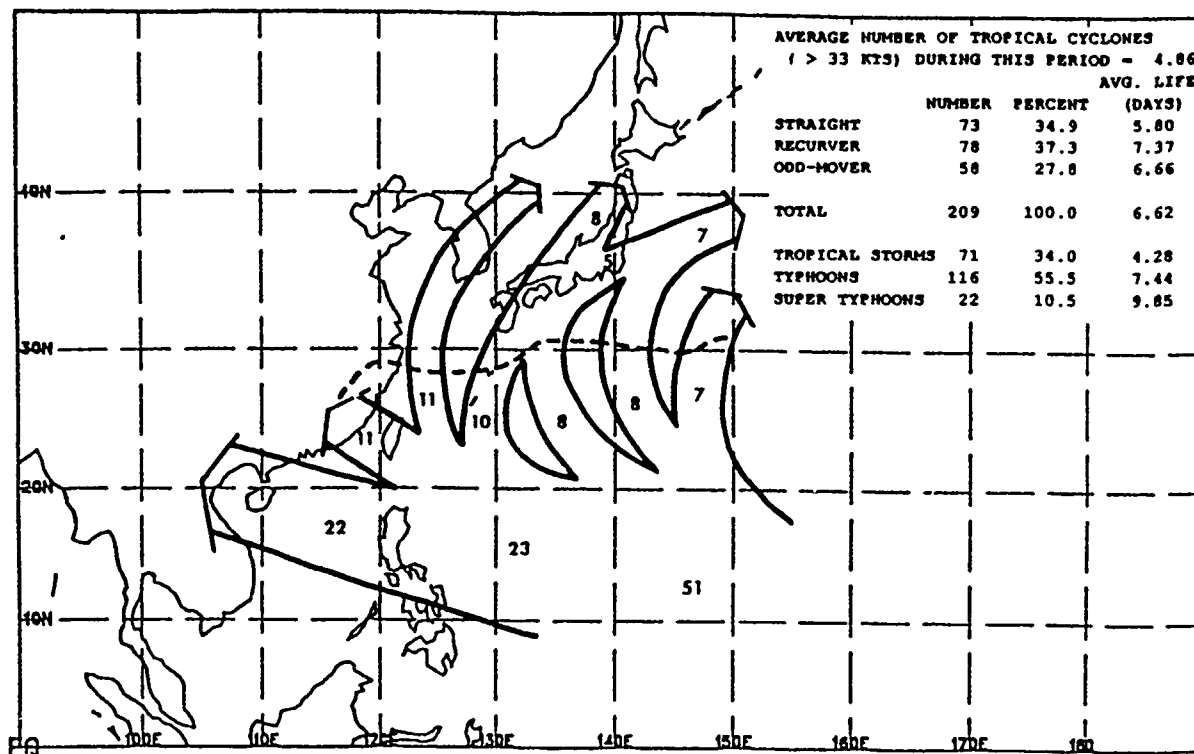 AVERAGE NUMBER OF TROPICAL CYCLONES
( > 33 KTS) DURING THIS PERIOD = 4.86
AVG. LIFE
NUMBER PERCENT (DAYS)
STRAIGHT 73 34.9 5.80
RECURVER 78 37.3 7.37
ODD-MOVER 58 27.8 6.66
TOTAL 209 100.0 6.62
TROPICAL STORMS 71 34.0 4.28
TYPHOONS 116 55.5 7.44
SUPER TYPHOONS 22 10.5 9.85
40N
8
7
5
30N
11
10
11
8
8
7
20N
22
23
51
10N
EQ
100E 110E 120E 130E 140E 150E 160E 170E 180